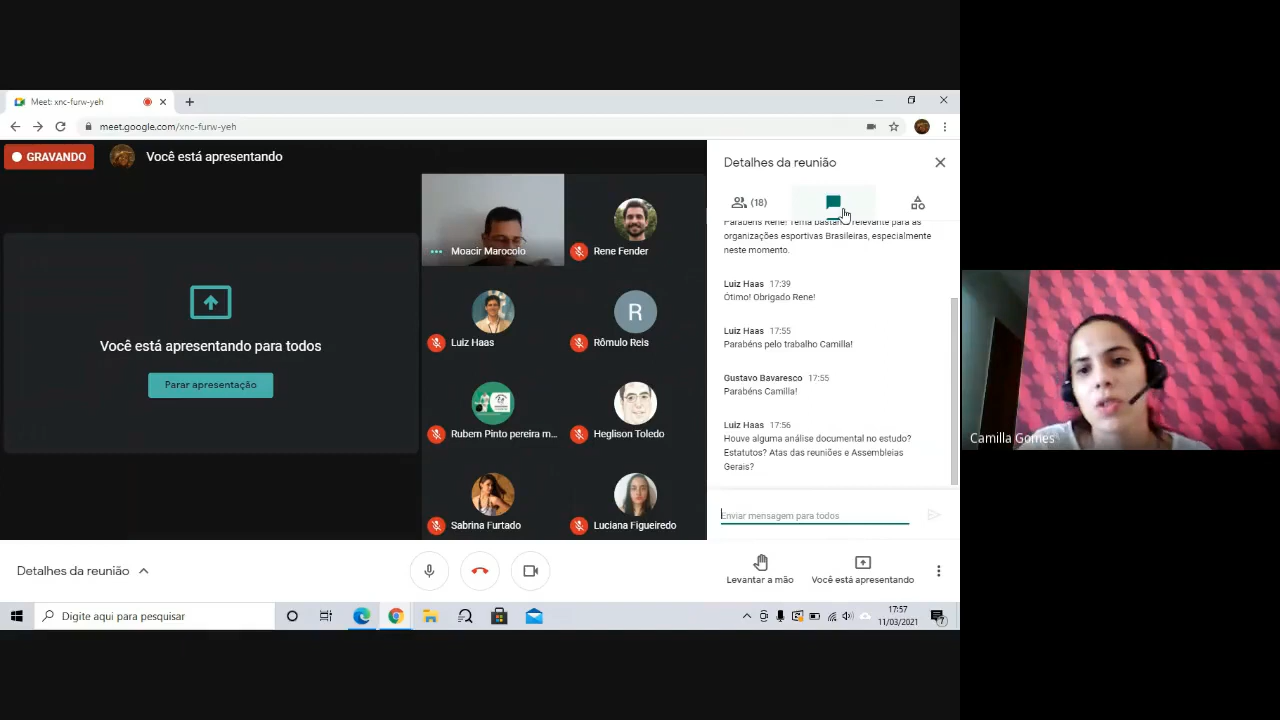 Meet: xnc-furw-yeh
meet.google.com/xnc-furw-yeh
GRAVANDO
Você está apresentando
Detalhes da reunião
(18)
Você está apresentando para todos
Parar apresentação
Moacir Marocolo
Rene Fender
Luiz Haas
R
Rômulo Reis
Rubem Pinto pereira m...
Heglison Toledo
Sabrina Furtado
Luciana Figueiredo
Parabéns Rene! Tema bastante relevante para as
organizações esportivas Brasileiras, especialmente
neste momento.
Luiz Haas 17:39
Ótimo! Obrigado Rene!
Luiz Haas 17:55
Parabéns pelo trabalho Camilla!
Gustavo Bavaresco 17:55
Parabéns Camilla!
Luiz Haas 17:56
Houve alguma análise documental no estudo?
Estatutos? Atas das reuniões e Assembleias
Gerais?
Enviar mensagem para todos
Detalhes da reunião
Levantar a mão
Você está apresentando
Digite aqui para pesquisar
17:57
11/03/2021
7
Camilla Gomes